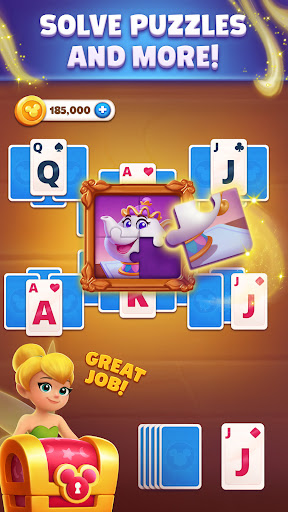 SOLVE PUZZLES
AND MORE!
185,000 +
Q Q A J J
A A K J J
GREAT
JOB!
J J